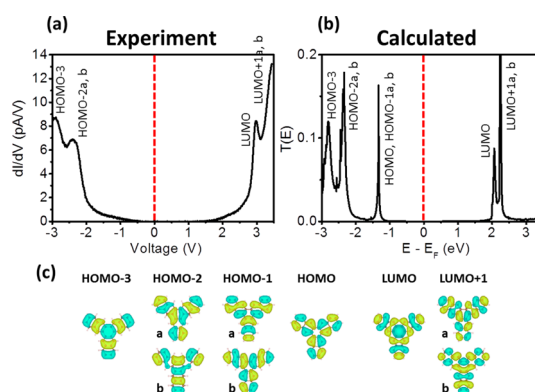 (a)
Experiment
(b)
Calculated
14
12
10
8
6
4
2
0
dI/dV (pA/V)
HOMO-3
HOMO-2a, b
LUMO
LUMO+1a, b
-3 -2 -1 0 1 2 3
Voltage (V)
0.2
0.1
0
T(E)
HOMO-3
HOMO-2a, b
HOMO, HOMO-1a, b
LUMO
LUMO+1a, b
-3 -2 -1 0 1 2 3
E - EF (eV)
(c)
HOMO-3 HOMO-2 HOMO-1 HOMO LUMO LUMO+1
a a a
b b b